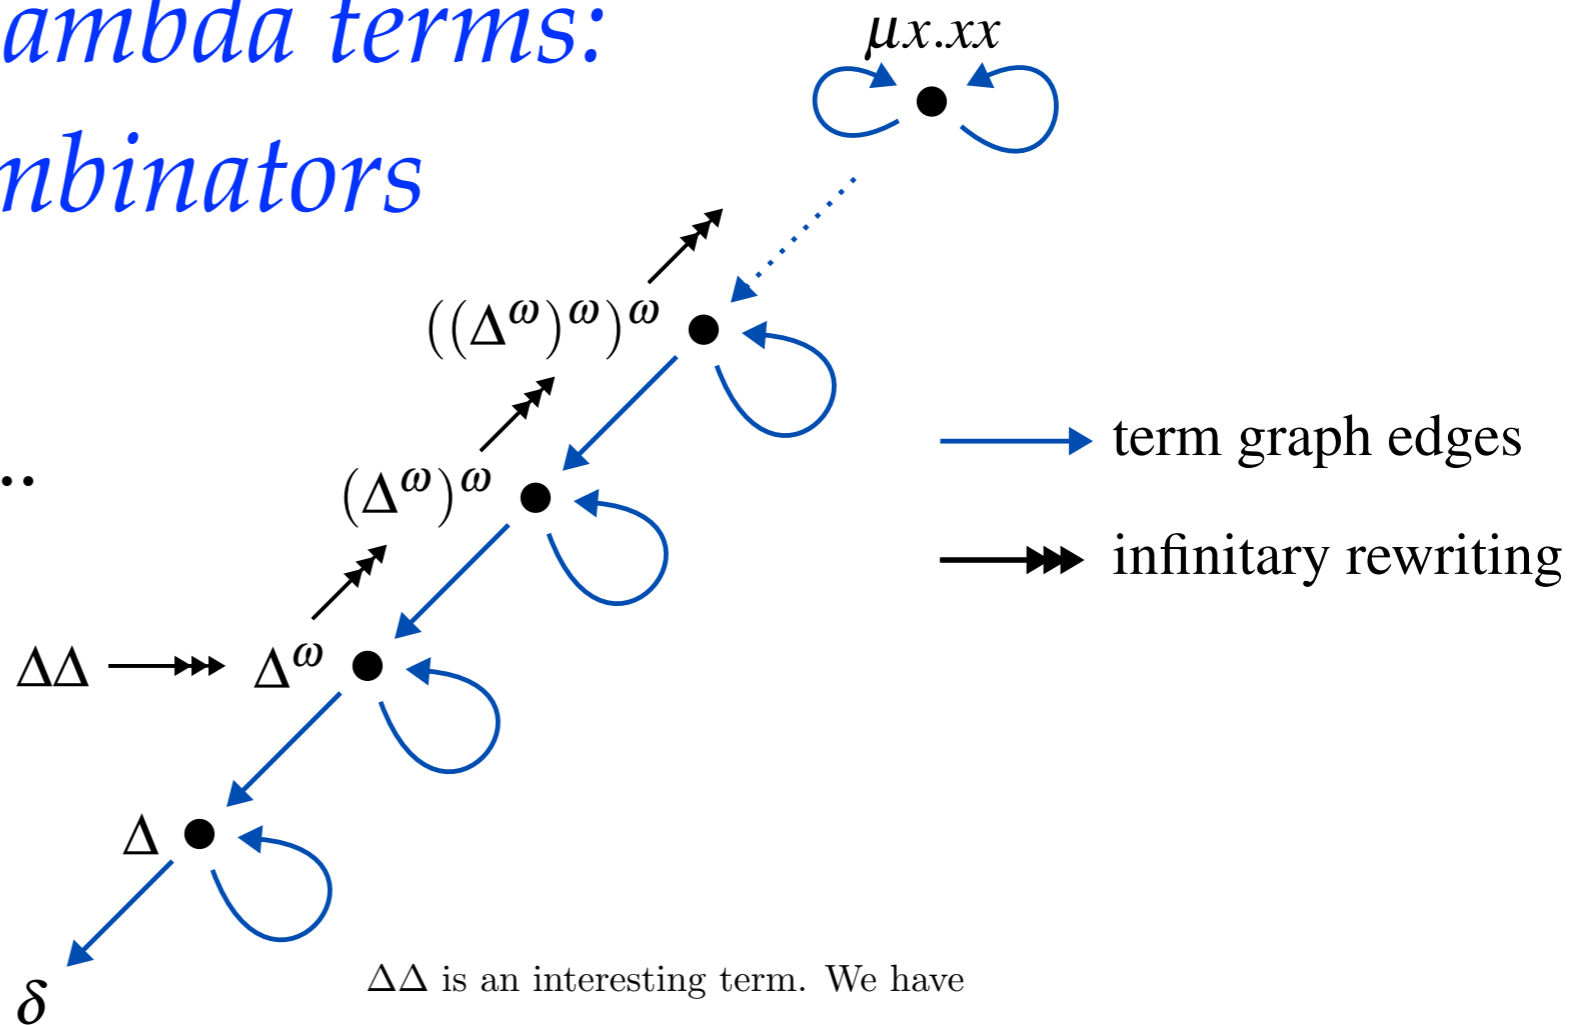 ambda terms:
μx.xx
nbinators
((Δ^ω)^ω)^ω
term graph edges
..
(Δ^ω)^ω
infinitary rewriting
ΔΔ
Δ^ω
Δ
δ
ΔΔ is an interesting term. We have